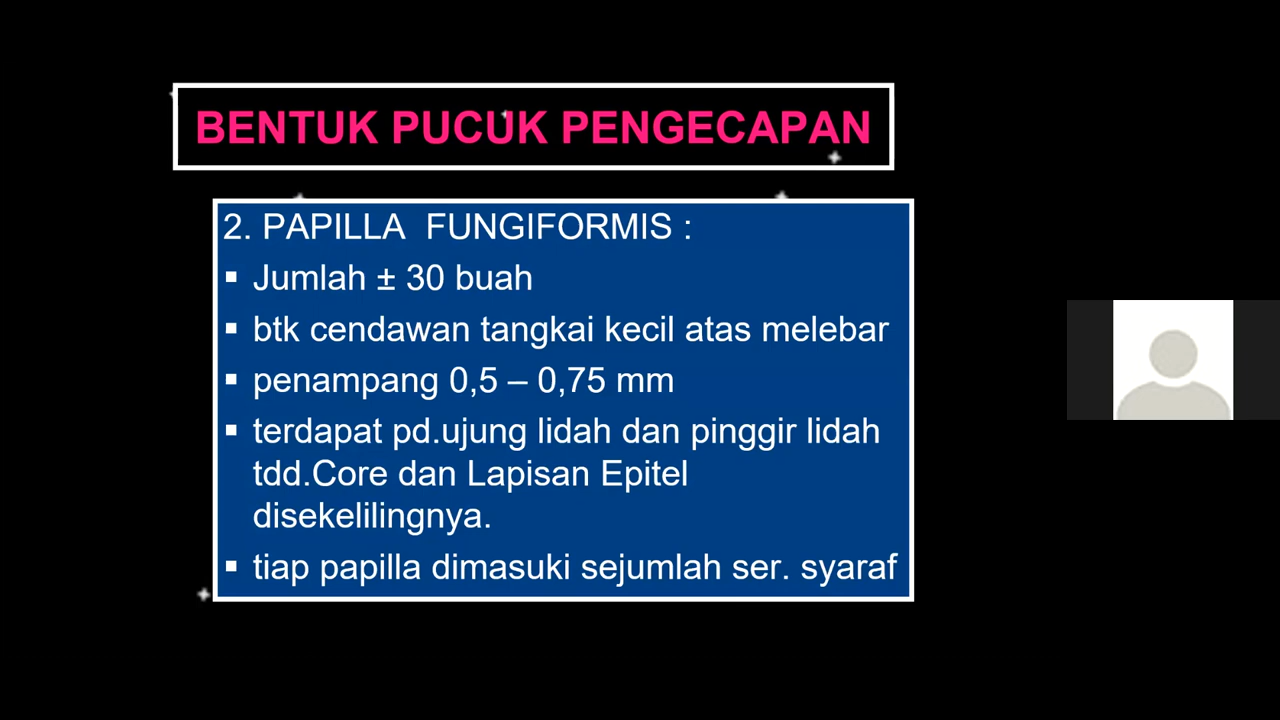 BENTUK PUCUK PENGECAPAN
2. PAPILLA FUNGIFORMIS :
▪ Jumlah ± 30 buah
▪ btk cendawan tangkai kecil atas melebar
▪ penampang 0,5 – 0,75 mm
▪ terdapat pd.ujung lidah dan pinggir lidah
tdd.Core dan Lapisan Epitel
disekelilingnya.
▪ tiap papilla dimasuki sejumlah ser. syaraf